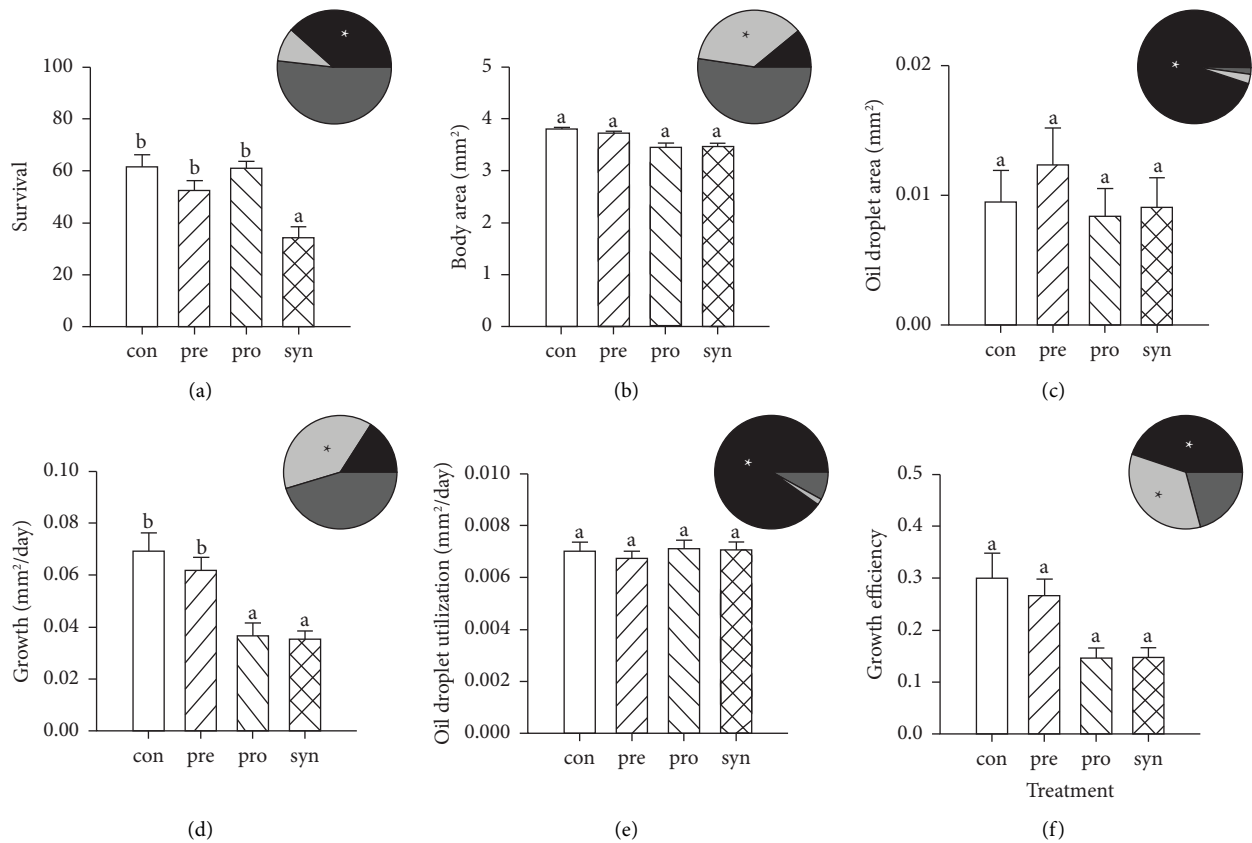 *
100
80
60
40
20
0
Survival
b
b
b
a
con
pre
pro
syn
(a)
*
5
4
3
2
1
0
Body area (mm²)
a
a
a
a
con
pre
pro
syn
(b)
*
0.02
0.01
0.00
Oil droplet area (mm²)
a
a
a
a
con
pre
pro
syn
(c)
*
0.10
0.08
0.06
0.04
0.02
0.00
Growth (mm²/day)
b
b
a
a
con
pre
pro
syn
(d)
*
0.010
0.008
0.006
0.004
0.002
0.000
Oil droplet utilization (mm²/day)
a
a
a
a
con
pre
pro
syn
(e)
*
*
0.5
0.4
0.3
0.2
0.1
0.0
Growth efficiency
a
a
a
a
con
pre
pro
syn
Treatment
(f)